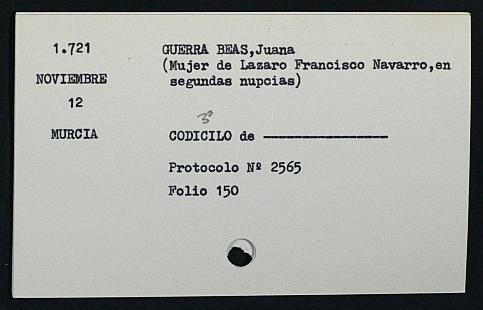 1.721
GUERRA BEAS,Juana
(Mujer de Lazaro Francisco Navarro,en
NOVIEMBRE
segundas nupcias)
12
3º
MURCIA
CODICILO de ----------------
Protocolo Nº 2565
Folio 150